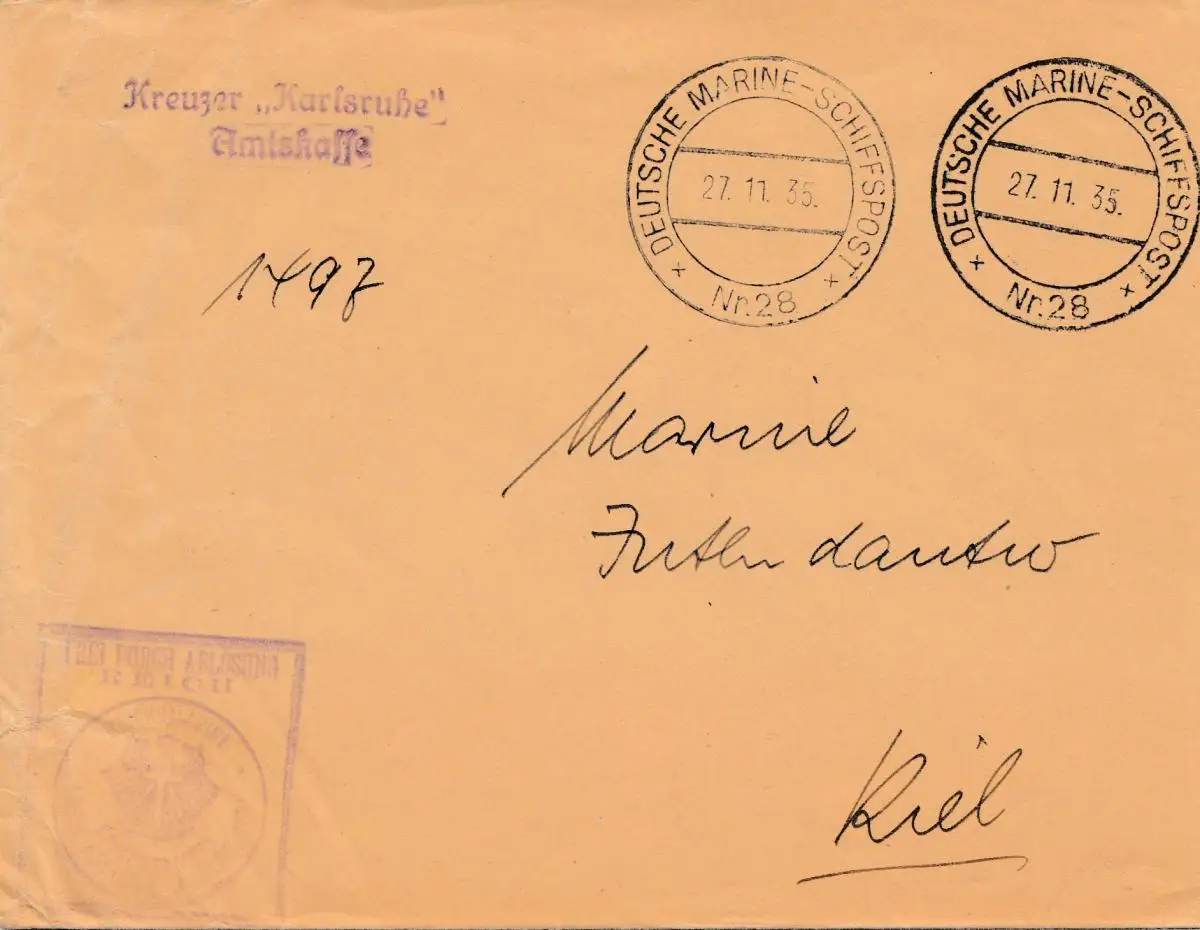 Kreuzer „Karlsruhe"
Amtskasse
DEUTSCHE MARINE-SCHIFFSPOST
27. 11. 35.
Nr. 28
DEUTSCHE MARINE-SCHIFFSPOST
27. 11. 35.
Nr. 28
1497
Marine
Intendantur
Kiel
FREI DURCH ABLÖSUNG
REICH